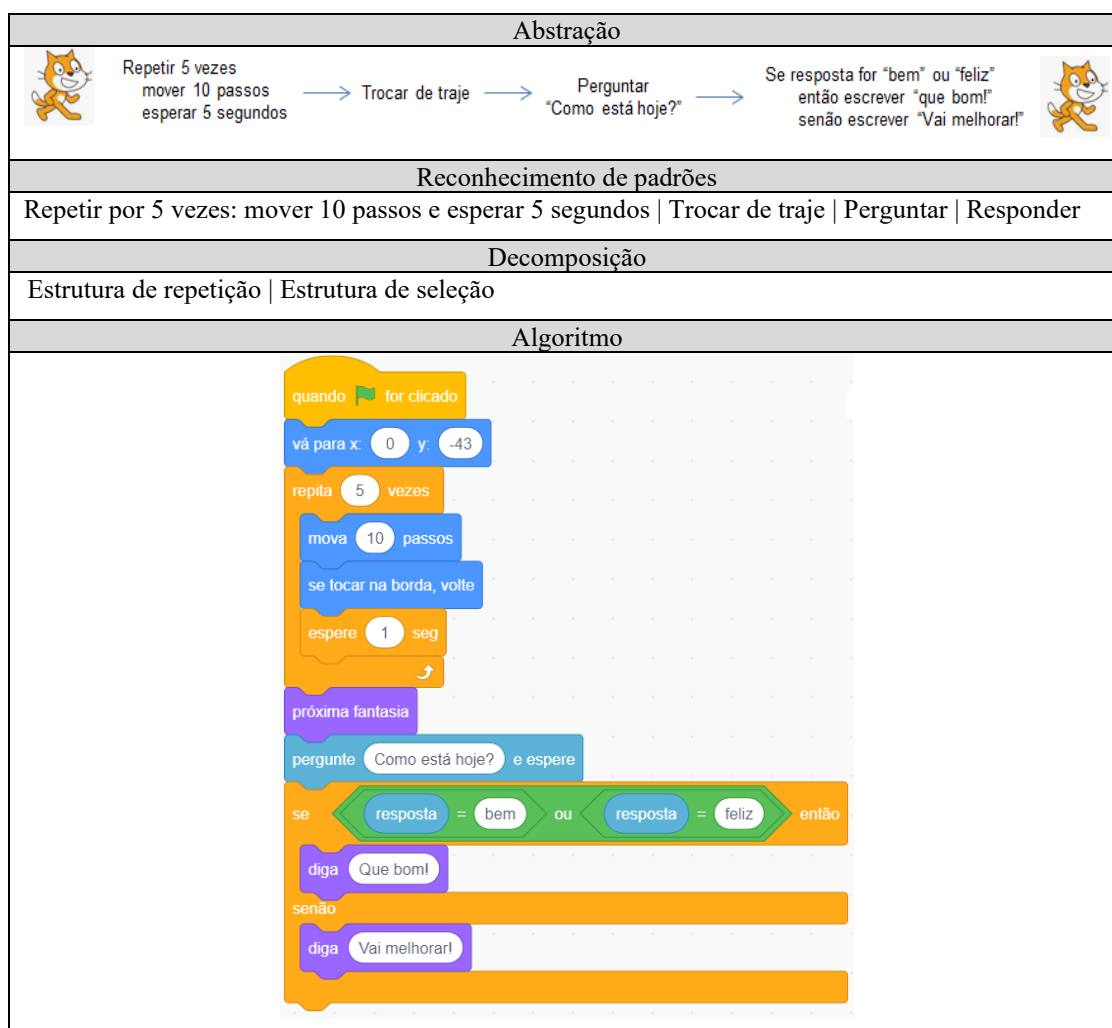 Abstração
Repetir 5 vezes
mover 10 passos
esperar 5 segundos
Trocar de traje
Perguntar
“Como está hoje?”
Se resposta for “bem” ou “feliz”
então escrever “que bom!”
senão escrever “Vai melhorar!”
Reconhecimento de padrões
Repetir por 5 vezes: mover 10 passos e esperar 5 segundos | Trocar de traje | Perguntar | Responder
Decomposição
Estrutura de repetição | Estrutura de seleção
Algoritmo
quando for clicado
vá para x: 0 y: -43
repita 5 vezes
mova 10 passos
se tocar na borda, volte
espere 1 seg
próxima fantasia
pergunte Como está hoje? e espere
se resposta = bem ou resposta = feliz então
diga Que bom!
senão
diga Vai melhorar!